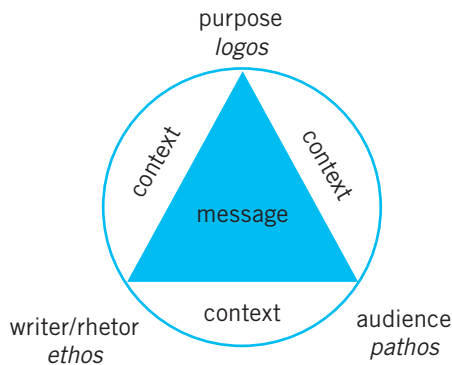 purpose
logos
context
context
message
context
writer/rhetor
ethos
audience
pathos